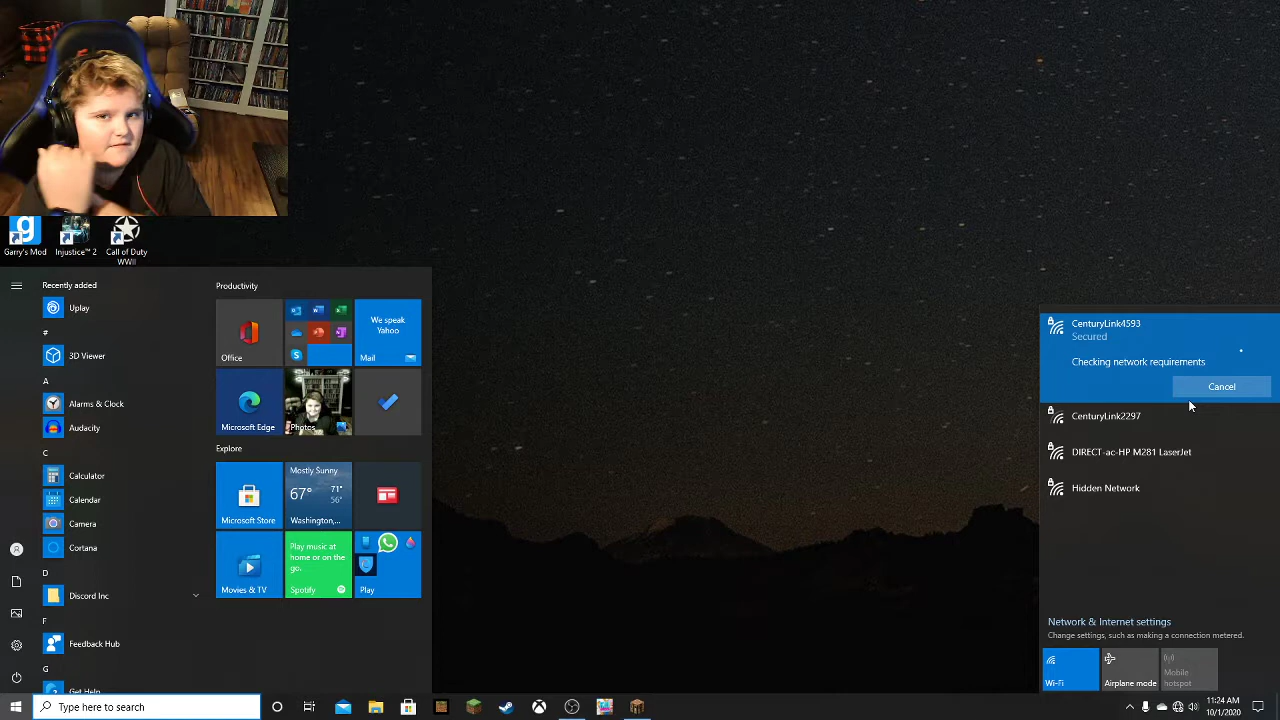 Garry's Mod
Injustice™ 2
Call of Duty
WWII
Recently added
Uplay
#
3D Viewer
A
Alarms & Clock
Audacity
C
Calculator
Calendar
Camera
Cortana
D
Discord Inc
F
Feedback Hub
G
Get Help
Productivity
Office
We speak
Yahoo
Mail
Microsoft Edge
Photos
Explore
Microsoft Store
Mostly Sunny
67°
71°
56°
Washington,...
Movies & TV
Play music at
home or on the
go.
Spotify
Play
CenturyLink4593
Secured
Checking network requirements
Cancel
CenturyLink2297
DIRECT-ac-HP M281 LaserJet
Hidden Network
Network & Internet settings
Change settings, such as making a connection metered.
Wi-Fi
Airplane mode
Mobile
hotspot
Type here to search
11:24 AM
10/1/2020